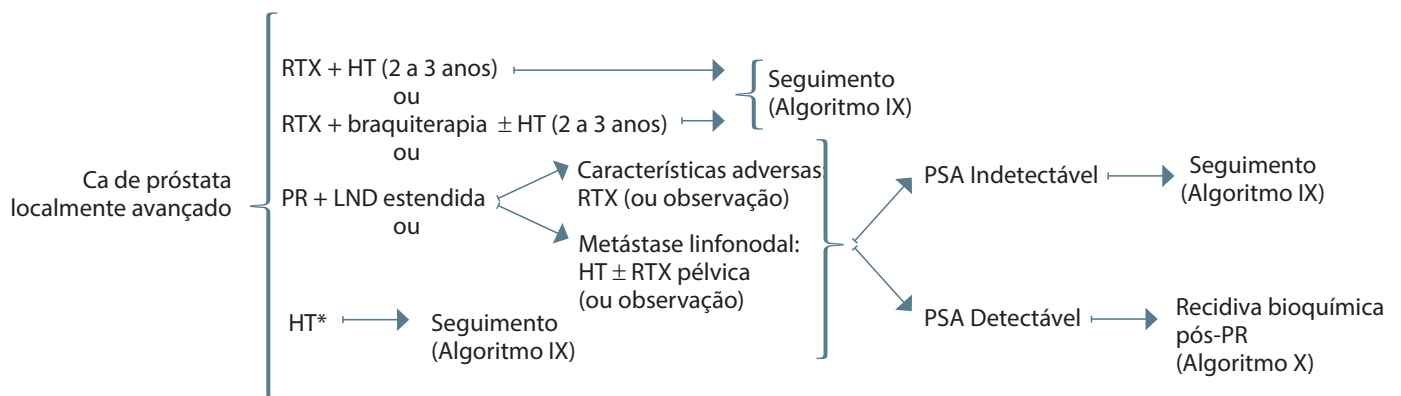 Ca de próstata
localmente avançado
RTX + HT (2 a 3 anos)
ou
RTX + braquiterapia ± HT (2 a 3 anos)
ou
PR + LND estendida
ou
HT*
Seguimento
(Algoritmo IX)
Seguimento
(Algoritmo IX)
Características adversas:
RTX (ou observação)
Metástase linfonodal:
HT ± RTX pélvica
(ou observação)
PSA Indetectável
Seguimento
(Algoritmo IX)
PSA Detectável
Recidiva bioquímica
pós-PR
(Algoritmo X)